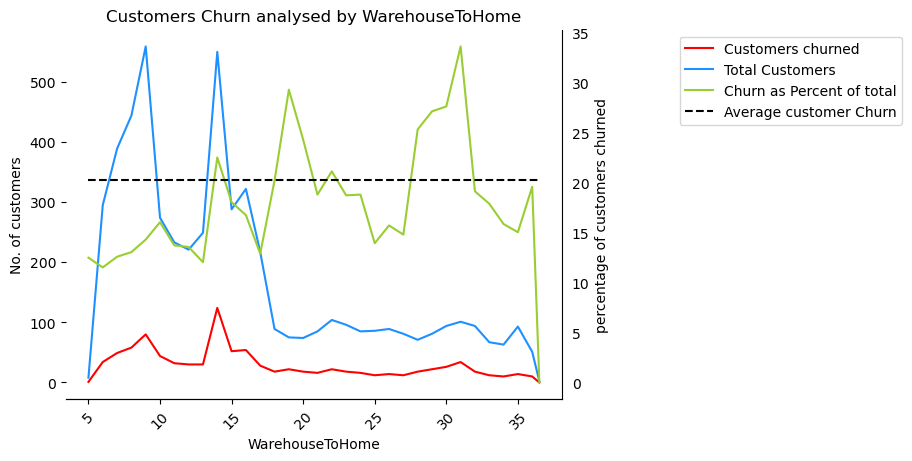 Customers Churn analysed by WarehouseToHome
No. of customers
500
400
300
200
100
0
35
30
25
20
15
10
5
0
percentage of customers churned
5
10
15
20
25
30
35
WarehouseToHome
Customers churned
Total Customers
Churn as Percent of total
Average customer Churn